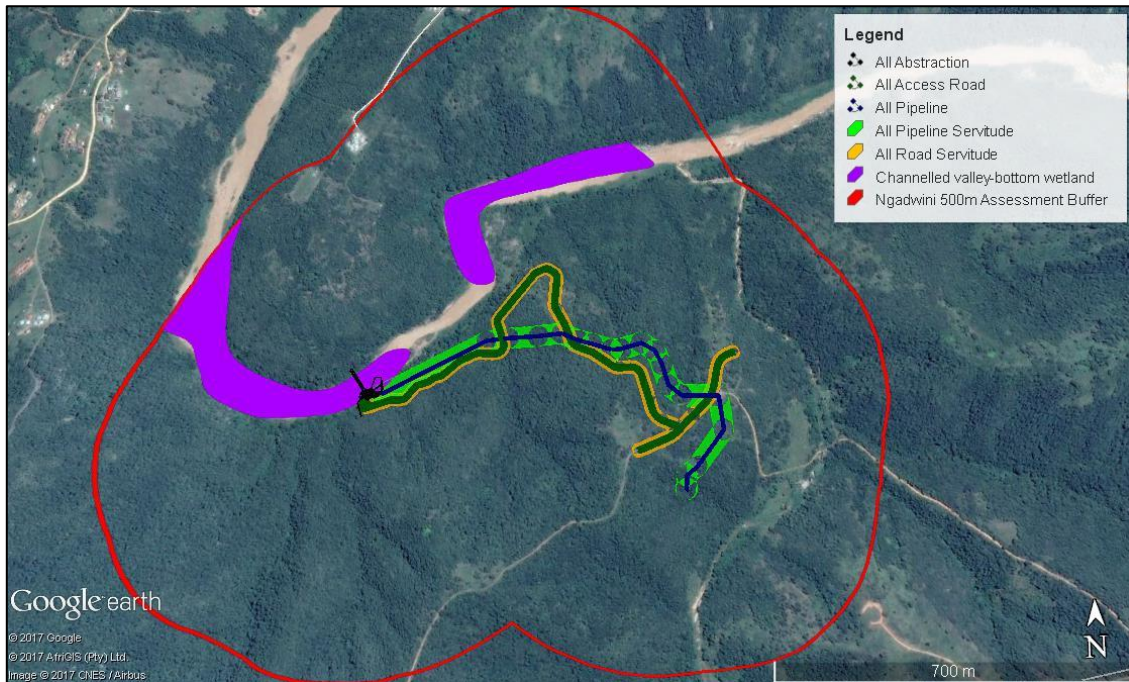 Legend
All Abstraction
All Access Road
All Pipeline
All Pipeline Servitude
All Road Servitude
Channelled valley-bottom wetland
Ngadwini 500m Assessment Buffer
Google earth
© 2017 Google
© 2017 AfriGIS (Pty) Ltd.
Image © 2017 CNES / Airbus
N
700 m